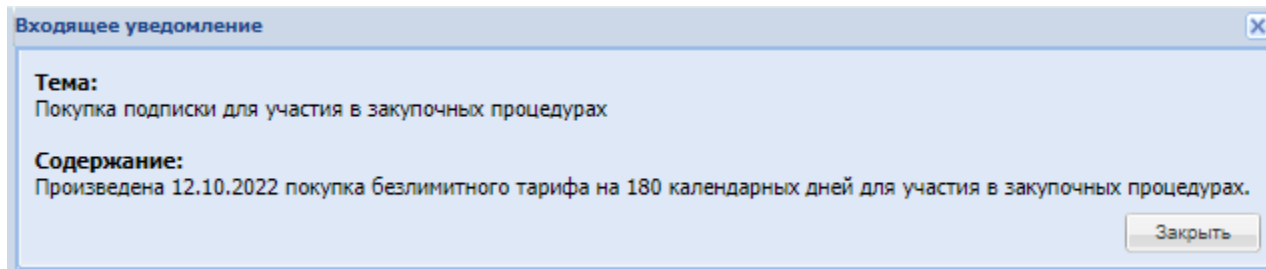 Входящее уведомление
Тема:
Покупка подписки для участия в закупочных процедурах
Содержание:
Произведена 12.10.2022 покупка безлимитного тарифа на 180 календарных дней для участия в закупочных процедурах.
Закрыть